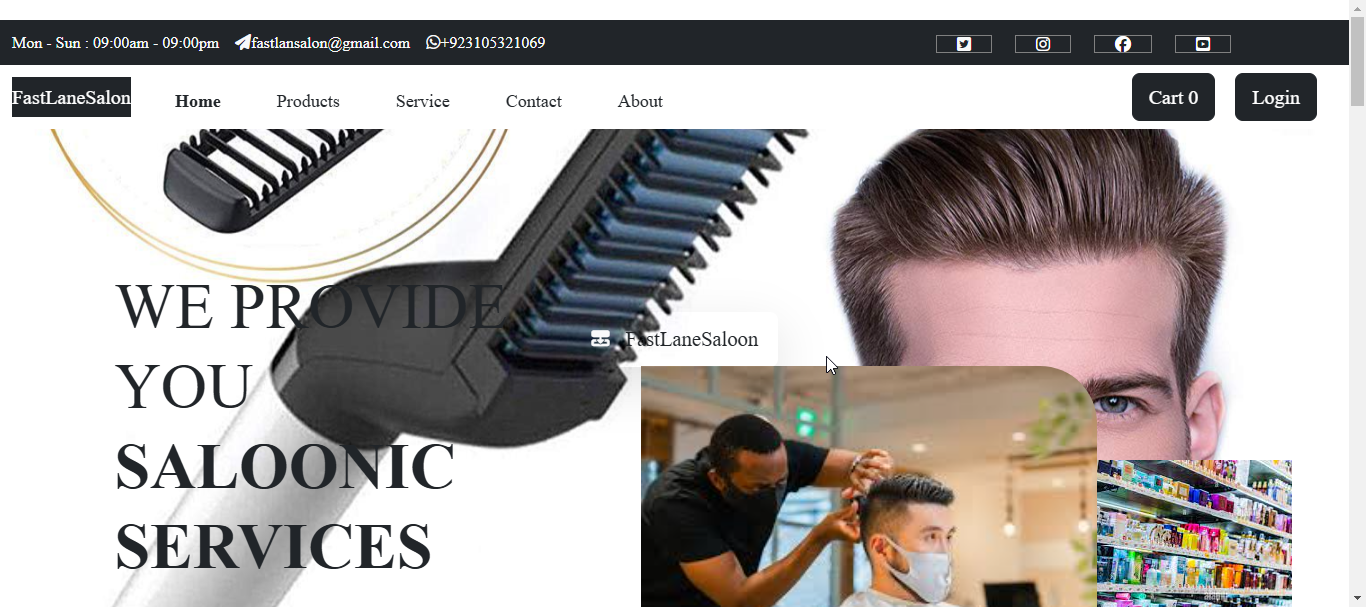 Mon - Sun : 09:00am - 09:00pm fastlansalon@gmail.com +923105321069
FastLaneSalon Home Products Service Contact About Cart 0 Login
WE PROVIDE
FastLaneSaloon
YOU
SALOONIC
SERVICES